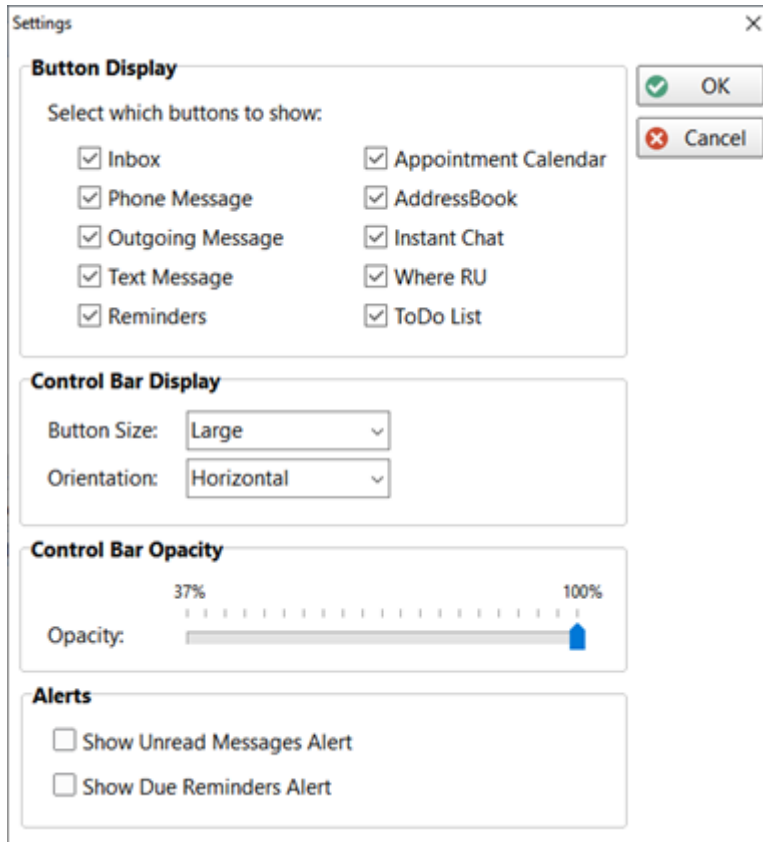 Settings
Button Display
OK
Cancel
Select which buttons to show:
Inbox
Appointment Calendar
Phone Message
AddressBook
Outgoing Message
Instant Chat
Text Message
Where RU
Reminders
ToDo List
Control Bar Display
Button Size: Large
Orientation: Horizontal
Control Bar Opacity
37% 100%
Opacity:
Alerts
Show Unread Messages Alert
Show Due Reminders Alert